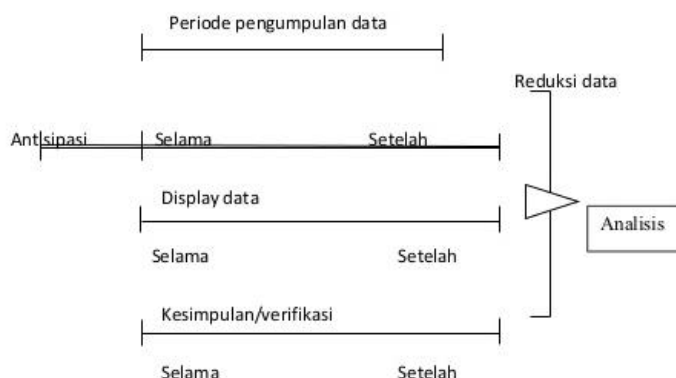 Periode pengumpulan data
Reduksi data
Antisipasi Selama Setelah
Display data
Analisis
Selama Setelah
Kesimpulan/verifikasi
Selama Setelah